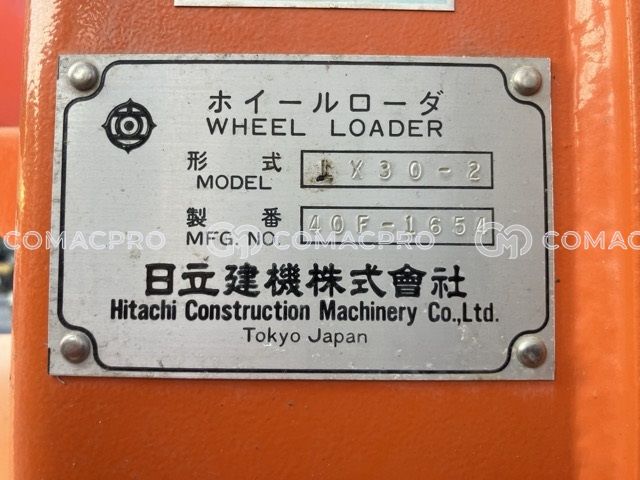 ホイールローダ
WHEEL LOADER
形式 LX30-2
MODEL
製番 40F-1654
MFG. NO.
COMACPRO COMACPRO COMACPRO
日立建機株式會社
Hitachi Construction Machinery Co.,Ltd.
Tokyo Japan